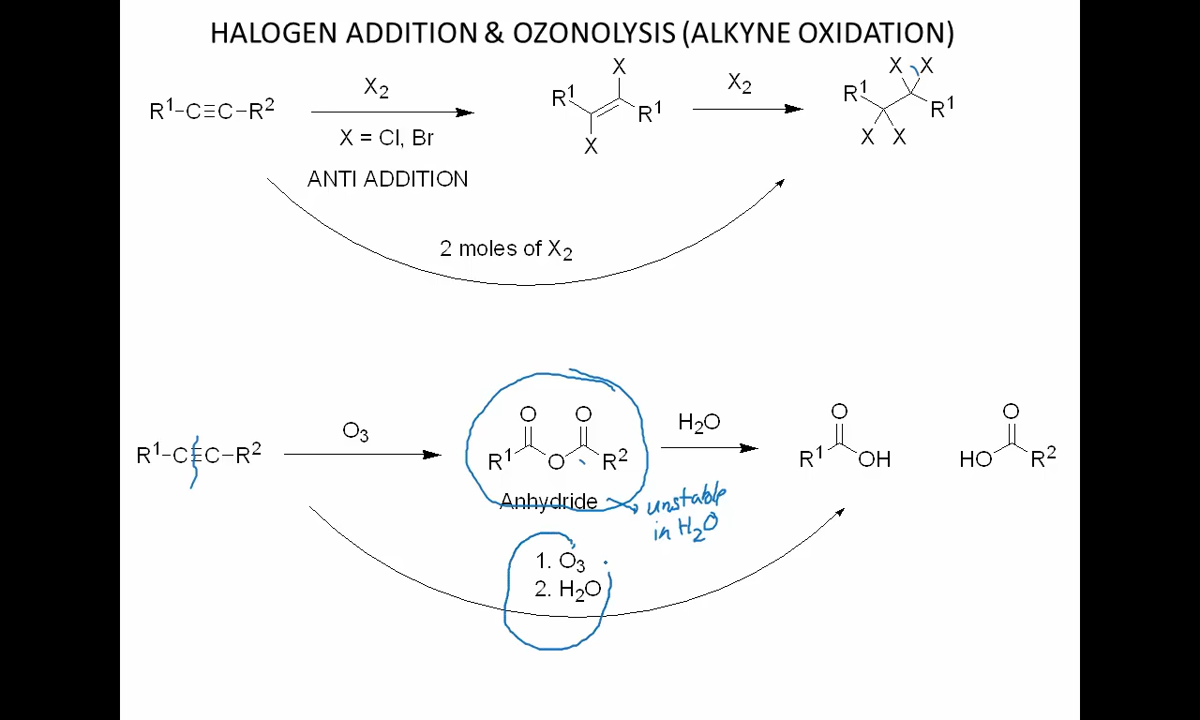 HALOGEN ADDITION & OZONOLYSIS (ALKYNE OXIDATION)
R¹-C≡C-R²
X₂
X = Cl, Br
ANTI ADDITION
R¹
X
X
R¹
X₂
X X
R¹
R¹
X X
2 moles of X₂
R¹-C≡C-R²
O₃
O O
R¹ O R²
Anhydride
unstable
in H₂O
H₂O
O
R¹ OH
O
HO R²
1. O₃
2. H₂O